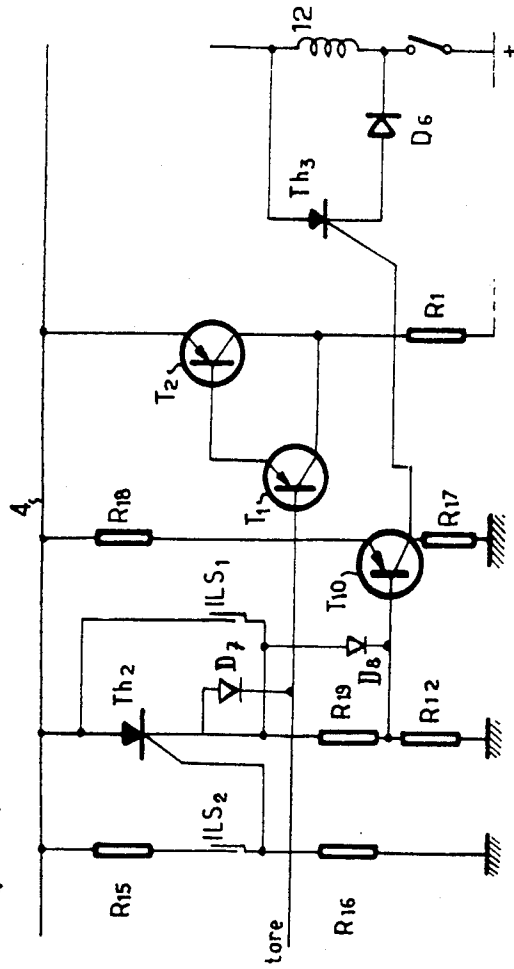 4
12
R18
T2
Th3
D6
ILS1
Th2
D7
T1
R1
R15
ILS2
D8
T10
R19
R12
R17
R16
tore
+